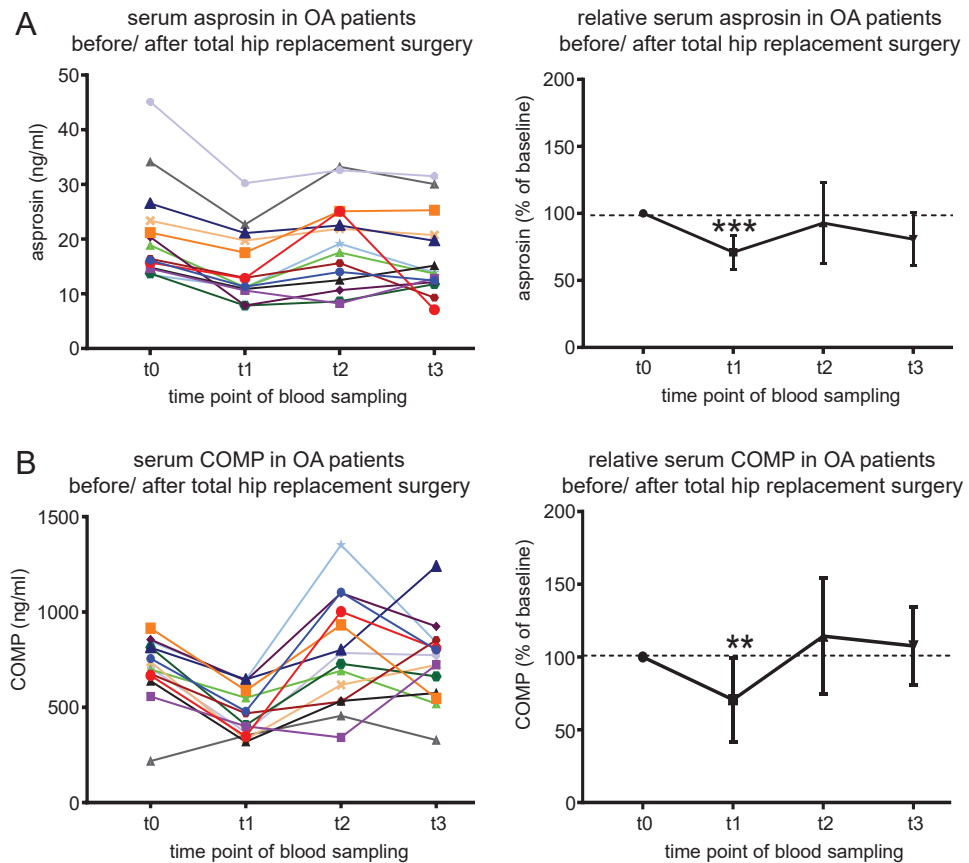 A
serum asprosin in OA patients
before/ after total hip replacement surgery
50
40
30
20
10
0
asprosin (ng/ml)
t0 t1 t2 t3
time point of blood sampling
relative serum asprosin in OA patients
before/ after total hip replacement surgery
200
150
100
50
0
asprosin (% of baseline)
***
t0 t1 t2 t3
time point of blood sampling
B
serum COMP in OA patients
before/ after total hip replacement surgery
1500
1000
500
0
COMP (ng/ml)
t0 t1 t2 t3
time point of blood sampling
relative serum COMP in OA patients
before/ after total hip replacement surgery
200
150
100
50
0
COMP (% of baseline)
**
t0 t1 t2 t3
time point of blood sampling